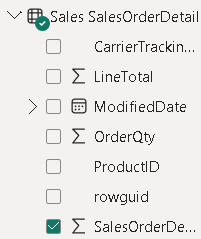 Sales SalesOrderDetail
CarrierTrackin...
LineTotal
ModifiedDate
OrderQty
ProductID
rowguid
SalesOrderDe...